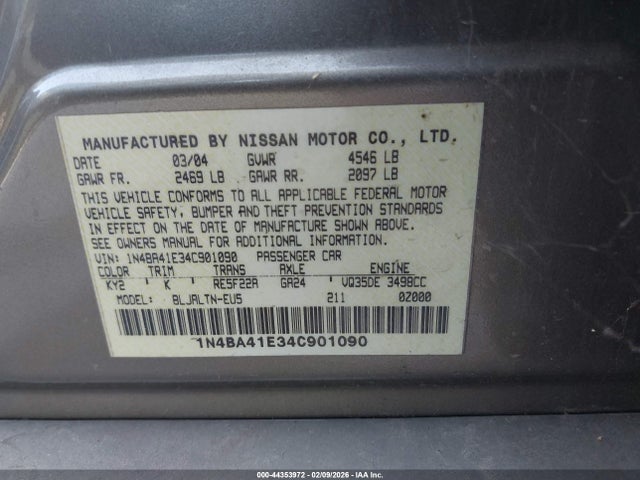 MANUFACTURED BY NISSAN MOTOR CO., LTD.
DATE 03/04 GVWR 4546 LB
GAWR FR. 2469 LB GAWR RR. 2097 LB
THIS VEHICLE CONFORMS TO ALL APPLICABLE FEDERAL MOTOR
VEHICLE SAFETY, BUMPER AND THEFT PREVENTION STANDARDS
IN EFFECT ON THE DATE OF MANUFACTURE SHOWN ABOVE.
SEE OWNERS MANUAL FOR ADDITIONAL INFORMATION.
VIN: 1N4BA41E34C901090 PASSENGER CAR
COLOR TRIM TRANS AXLE ENGINE
KY2 K RE5F22A GA24 VQ35DE 3498CC
MODEL: BLJALTN-EU5 211 0Z000
1N4BA41E34C901090
000-44353972 - 02/09/2026 - IAA Inc.